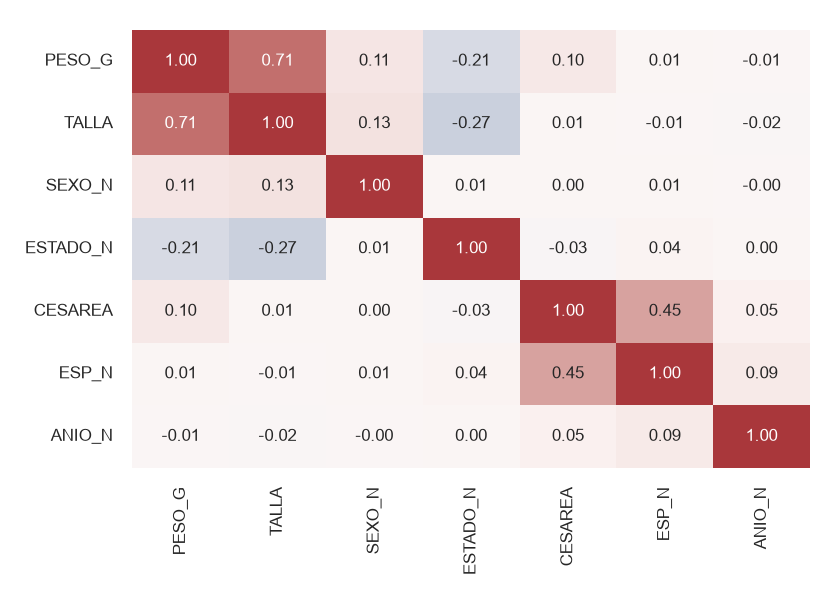 PESO_G 1.00 0.71 0.11 -0.21 0.10 0.01 -0.01
TALLA 0.71 1.00 0.13 -0.27 0.01 -0.01 -0.02
SEXO_N 0.11 0.13 1.00 0.01 0.00 0.01 -0.00
ESTADO_N -0.21 -0.27 0.01 1.00 -0.03 0.04 0.00
CESAREA 0.10 0.01 0.00 -0.03 1.00 0.45 0.05
ESP_N 0.01 -0.01 0.01 0.04 0.45 1.00 0.09
ANIO_N -0.01 -0.02 -0.00 0.00 0.05 0.09 1.00
PESO_G TALLA SEXO_N ESTADO_N CESAREA ESP_N ANIO_N